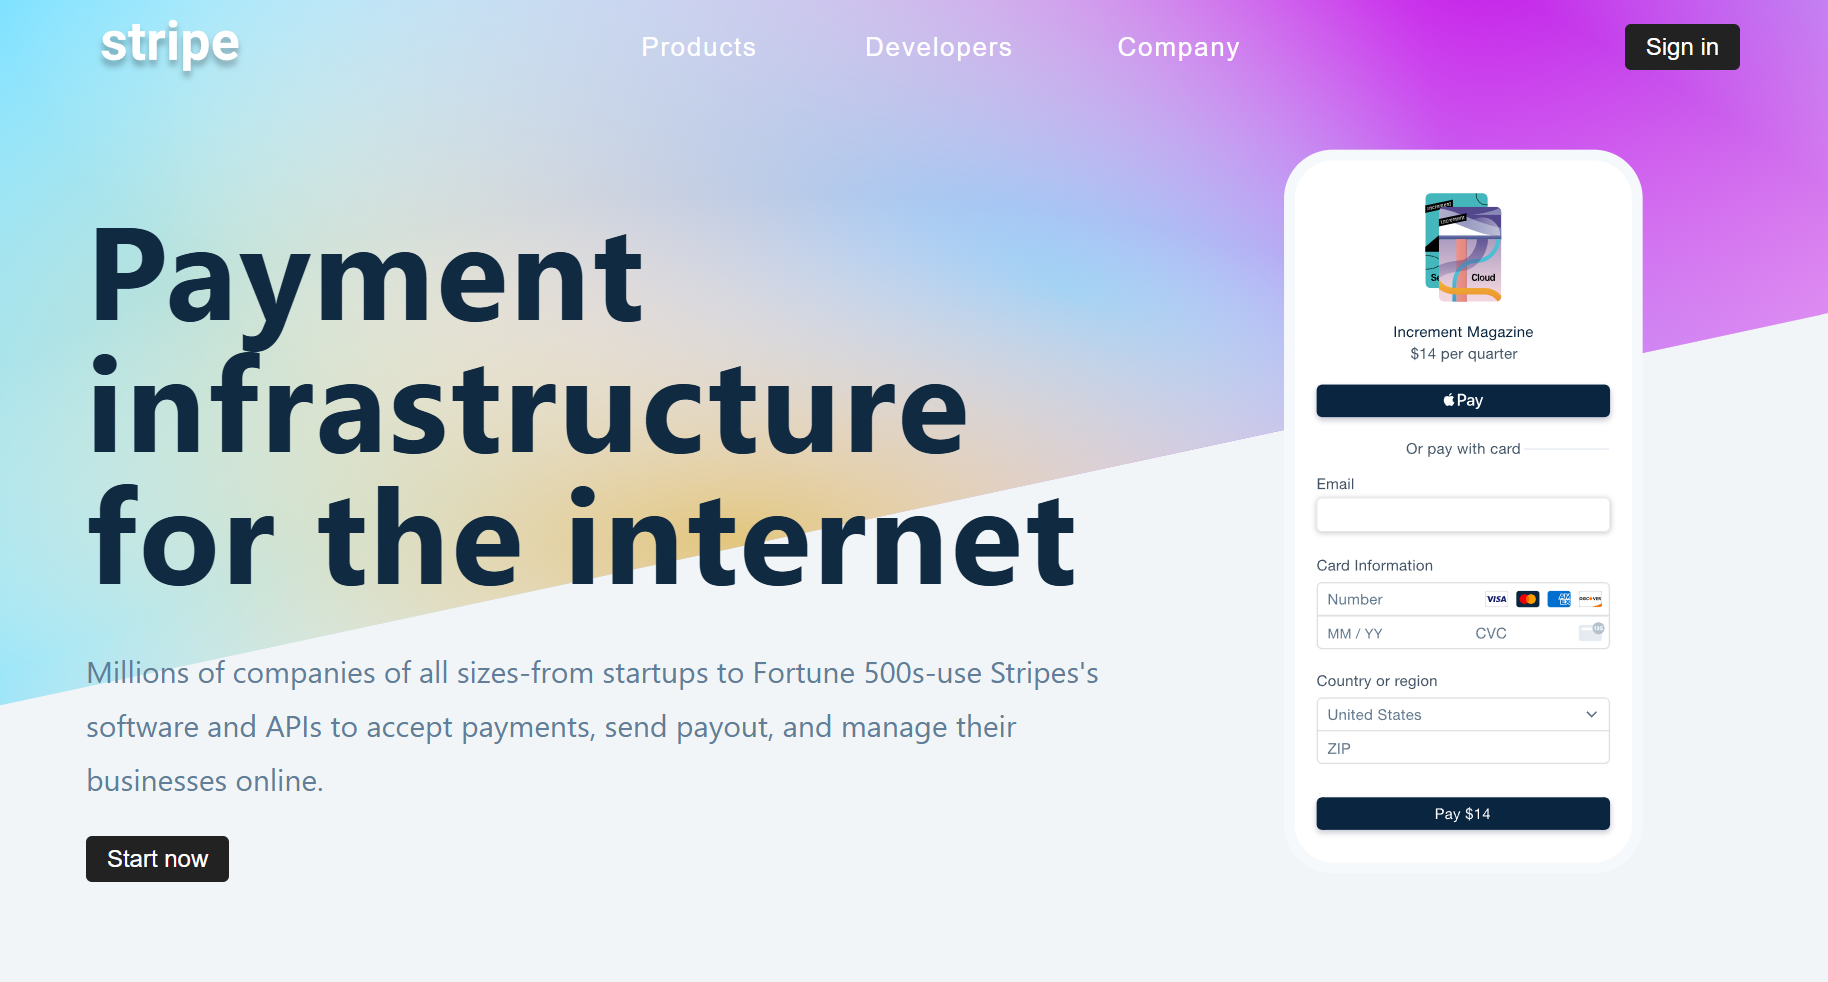 stripe
Products
Developers
Company
Sign in
Payment
infrastructure
for the internet
Millions of companies of all sizes-from startups to Fortune 500s-use Stripes's
software and APIs to accept payments, send payout, and manage their
businesses online.
Start now
Increment
Increment
Cloud
Increment Magazine
$14 per quarter
Pay
Or pay with card
Email
Card Information
Number
VISA
AM
EX
DISCOVER
MM / YY
CVC
Country or region
United States
ZIP
Pay $14